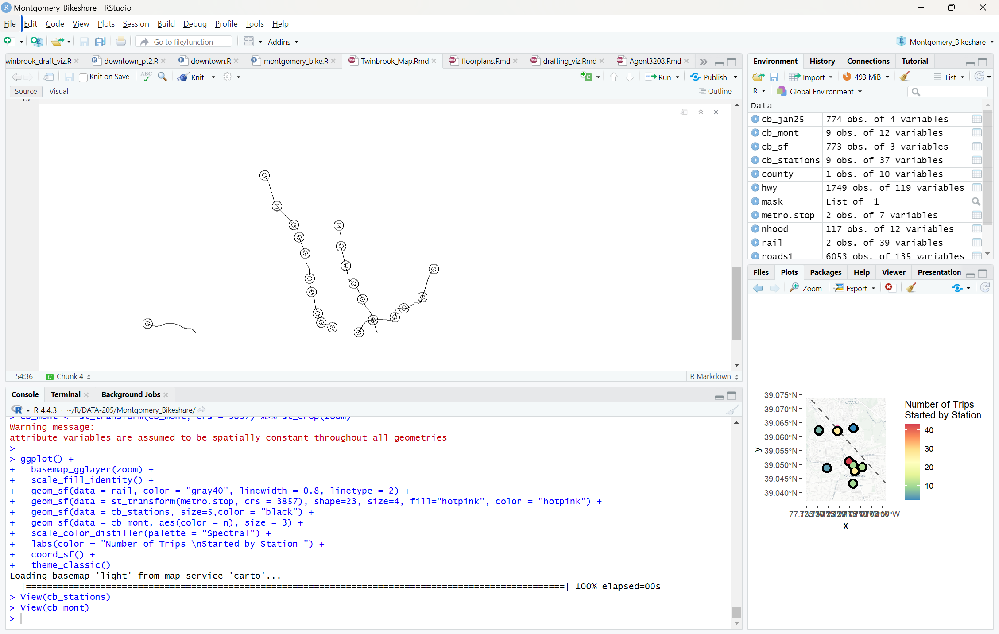 Montgomery_Bikeshare - RStudio
File Edit Code View Plots Session Build Debug Profile Tools Help
Go to file/function Addins Montgomery_Bikeshare
winbrook_draft_viz.R downtown_pt2.R downtown.R montgomery_bike.R Twinbrook_Map.Rmd floorplans.Rmd drafting_viz.Rmd Agent3208.Rmd
Knit on Save ABC Knit Run Publish
Source Visual Outline
54:36 Chunk 4 R Markdown
Console Terminal Background Jobs
R 4.4.3 · ~/R/DATA-205/Montgomery_Bikeshare/
> cb_mont <- st_transform(cb_mont, crs = 3857) %>% st_crop(zoom)
Warning message:
attribute variables are assumed to be spatially constant throughout all geometries
>
> ggplot() +
+   basemap_gglayer(zoom) +
+   scale_fill_identity() +
+   geom_sf(data = rail, color = "gray40", linewidth = 0.8, linetype = 2) +
+   geom_sf(data = st_transform(metro.stop, crs = 3857), shape=23, size=4, fill="hotpink", color = "hotpink") +
+   geom_sf(data = cb_stations, size=5,color = "black") +
+   geom_sf(data = cb_mont, aes(color = n), size = 3) +
+   scale_color_distiller(palette = "Spectral") +
+   labs(color = "Number of Trips \nStarted by Station ") +
+   coord_sf() +
+   theme_classic()
Loading basemap 'light' from map service 'carto'...
|=====================================================================================================| 100% elapsed=00s
> View(cb_stations)
> View(cb_mont)
>
Environment History Connections Tutorial
Import 493 MiB List
R Global Environment
Data
cb_jan25 774 obs. of 4 variables
cb_mont 9 obs. of 12 variables
cb_sf 773 obs. of 3 variables
cb_stations 9 obs. of 37 variables
county 1 obs. of 10 variables
hwy 1749 obs. of 119 variables
mask List of 1
metro.stop 2 obs. of 7 variables
nhood 117 obs. of 12 variables
rail 2 obs. of 39 variables
roads1 6053 obs. of 135 variables
Files Plots Packages Help Viewer Presentation
Zoom Export
39.075°N
39.070°N
39.065°N
39.060°N
39.055°N
39.050°N
39.045°N
39.040°N
y
x
Number of Trips
Started by Station
40
30
20
10